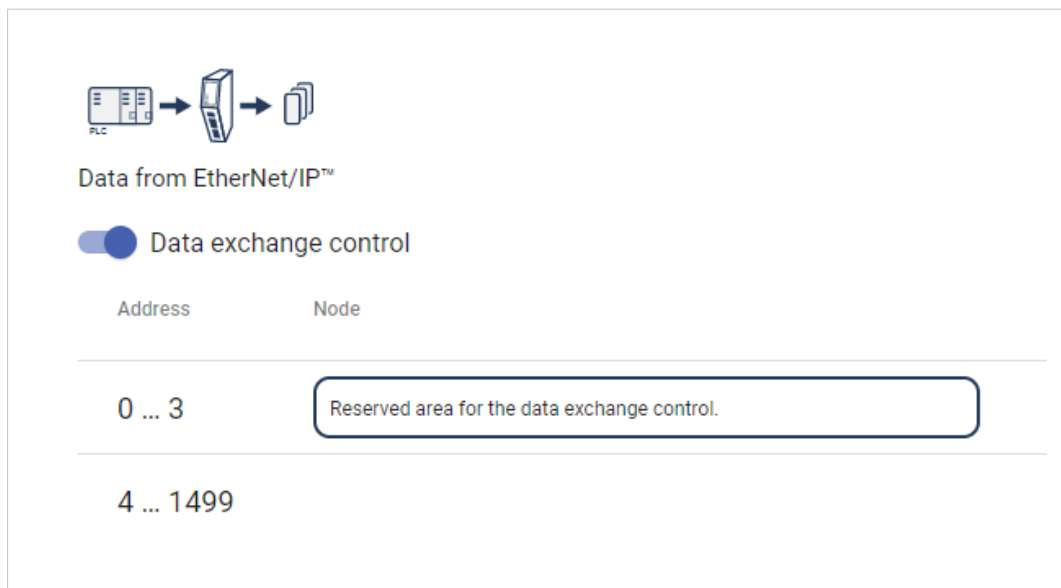 PLC
Data from EtherNet/IP™
Data exchange control
Address Node
0 ... 3 Reserved area for the data exchange control.
4 ... 1499